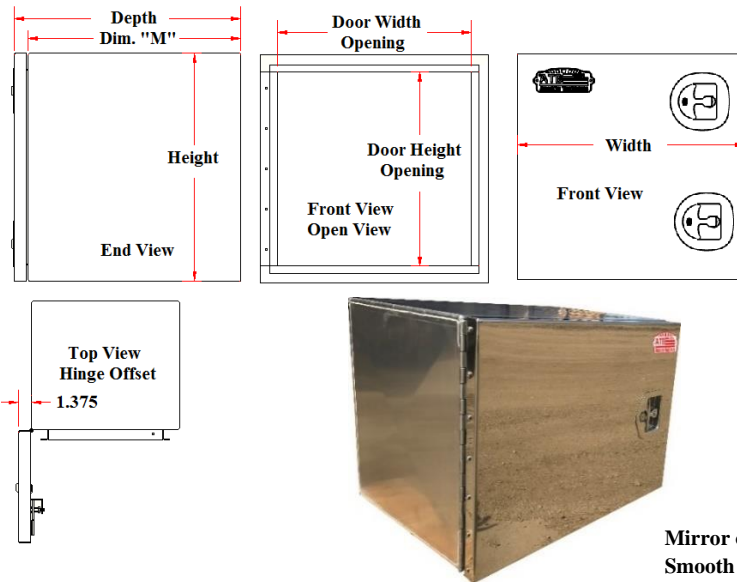 Depth
Dim. "M"
Height
End View
Door Width
Opening
Door Height
Opening
Front View
Open View
Width
Front View
Top View
Hinge Offset
1.375
Mirror
Smooth